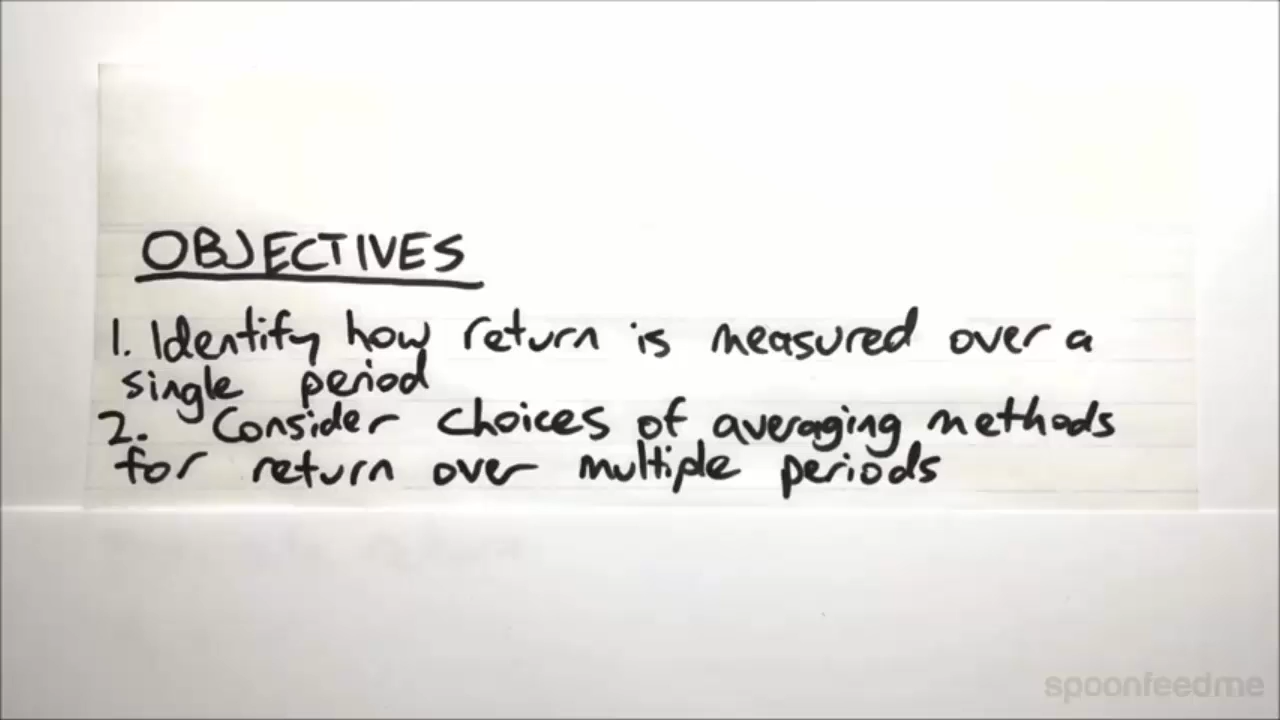 OBJECTIVES
1. Identify how return is measured over a
single period
2. Consider choices of averaging methods
for return over multiple periods
spoonfeedme